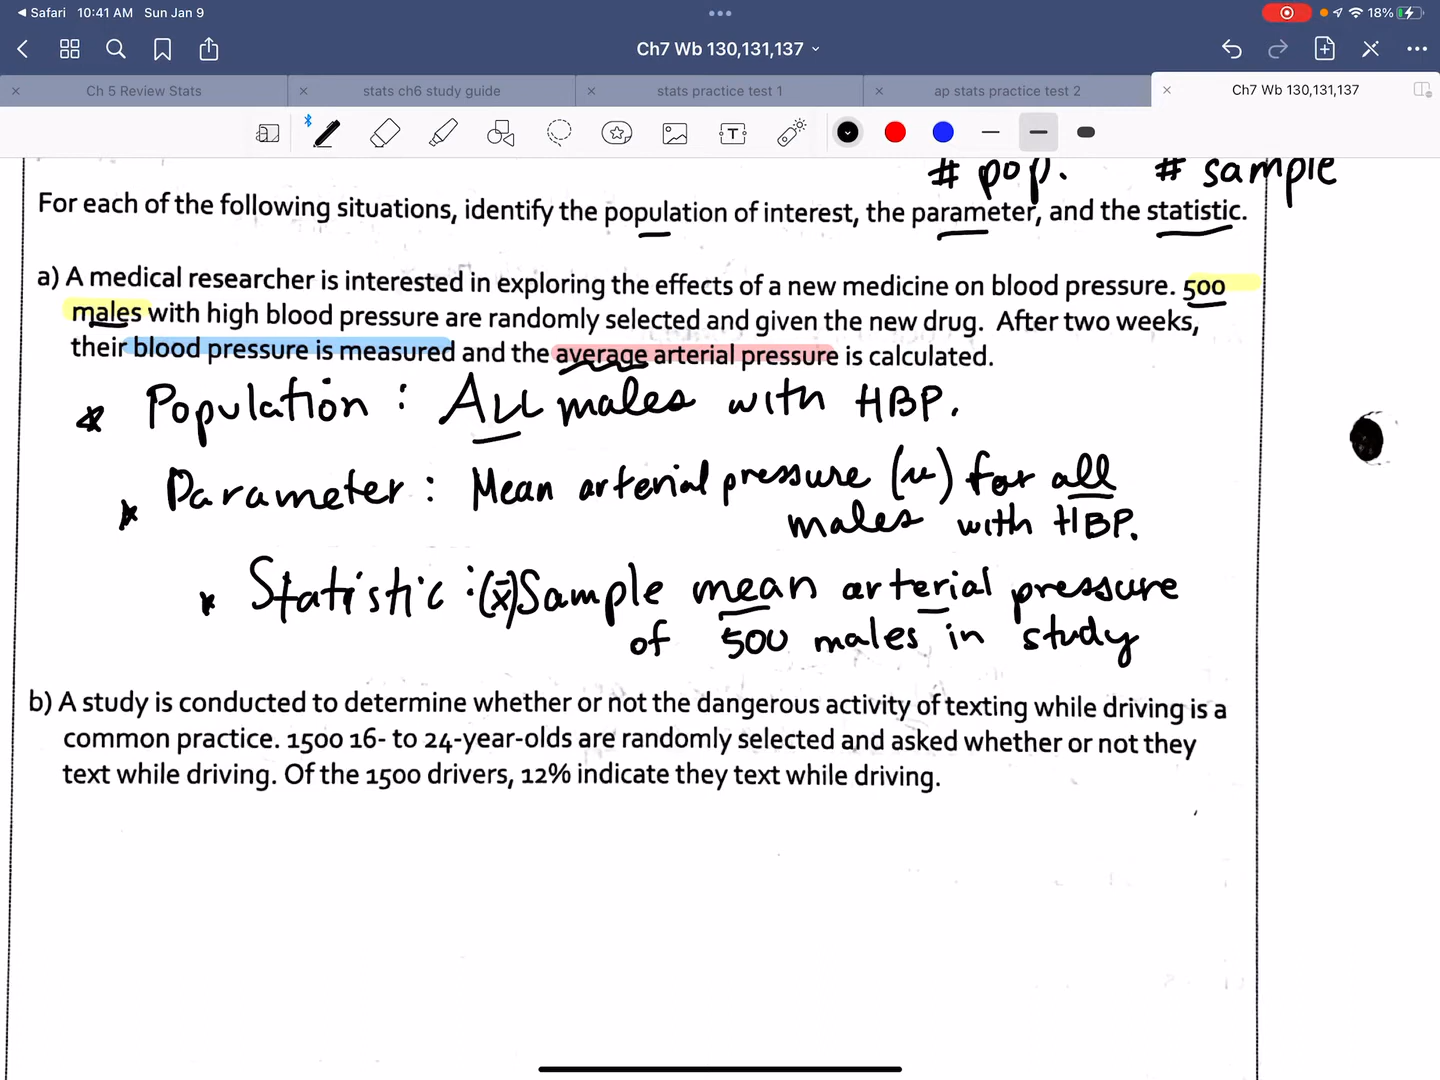 Safari 10:41 AM Sun Jan 9 18%
Ch7 Wb 130,131,137
Ch 5 Review Stats stats ch6 study guide stats practice test 1 ap stats practice test 2 Ch7 Wb 130,131,137
T
# pop. # sample
For each of the following situations, identify the population of interest, the parameter, and the statistic.
a) A medical researcher is interested in exploring the effects of a new medicine on blood pressure. 500
males with high blood pressure are randomly selected and given the new drug. After two weeks,
their blood pressure is measured and the average arterial pressure is calculated.
* Population : ALL males with HBP.
* Parameter : Mean arterial pressure (μ) for all
males with HBP.
* Statistic : (x̄) Sample mean arterial pressure
of 500 males in study
b) A study is conducted to determine whether or not the dangerous activity of texting while driving is a
common practice. 1500 16- to 24-year-olds are randomly selected and asked whether or not they
text while driving. Of the 1500 drivers, 12% indicate they text while driving.